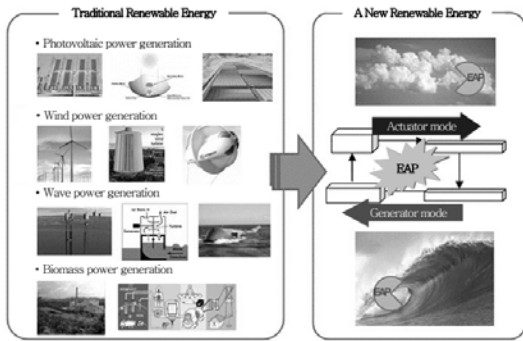 Traditional Renewable Energy
• Photovoltaic power generation
• Wind power generation
• Wave power generation
• Biomass power generation
A New Renewable Energy
EAP
Actuator mode
EAP
Generator mode
EAP